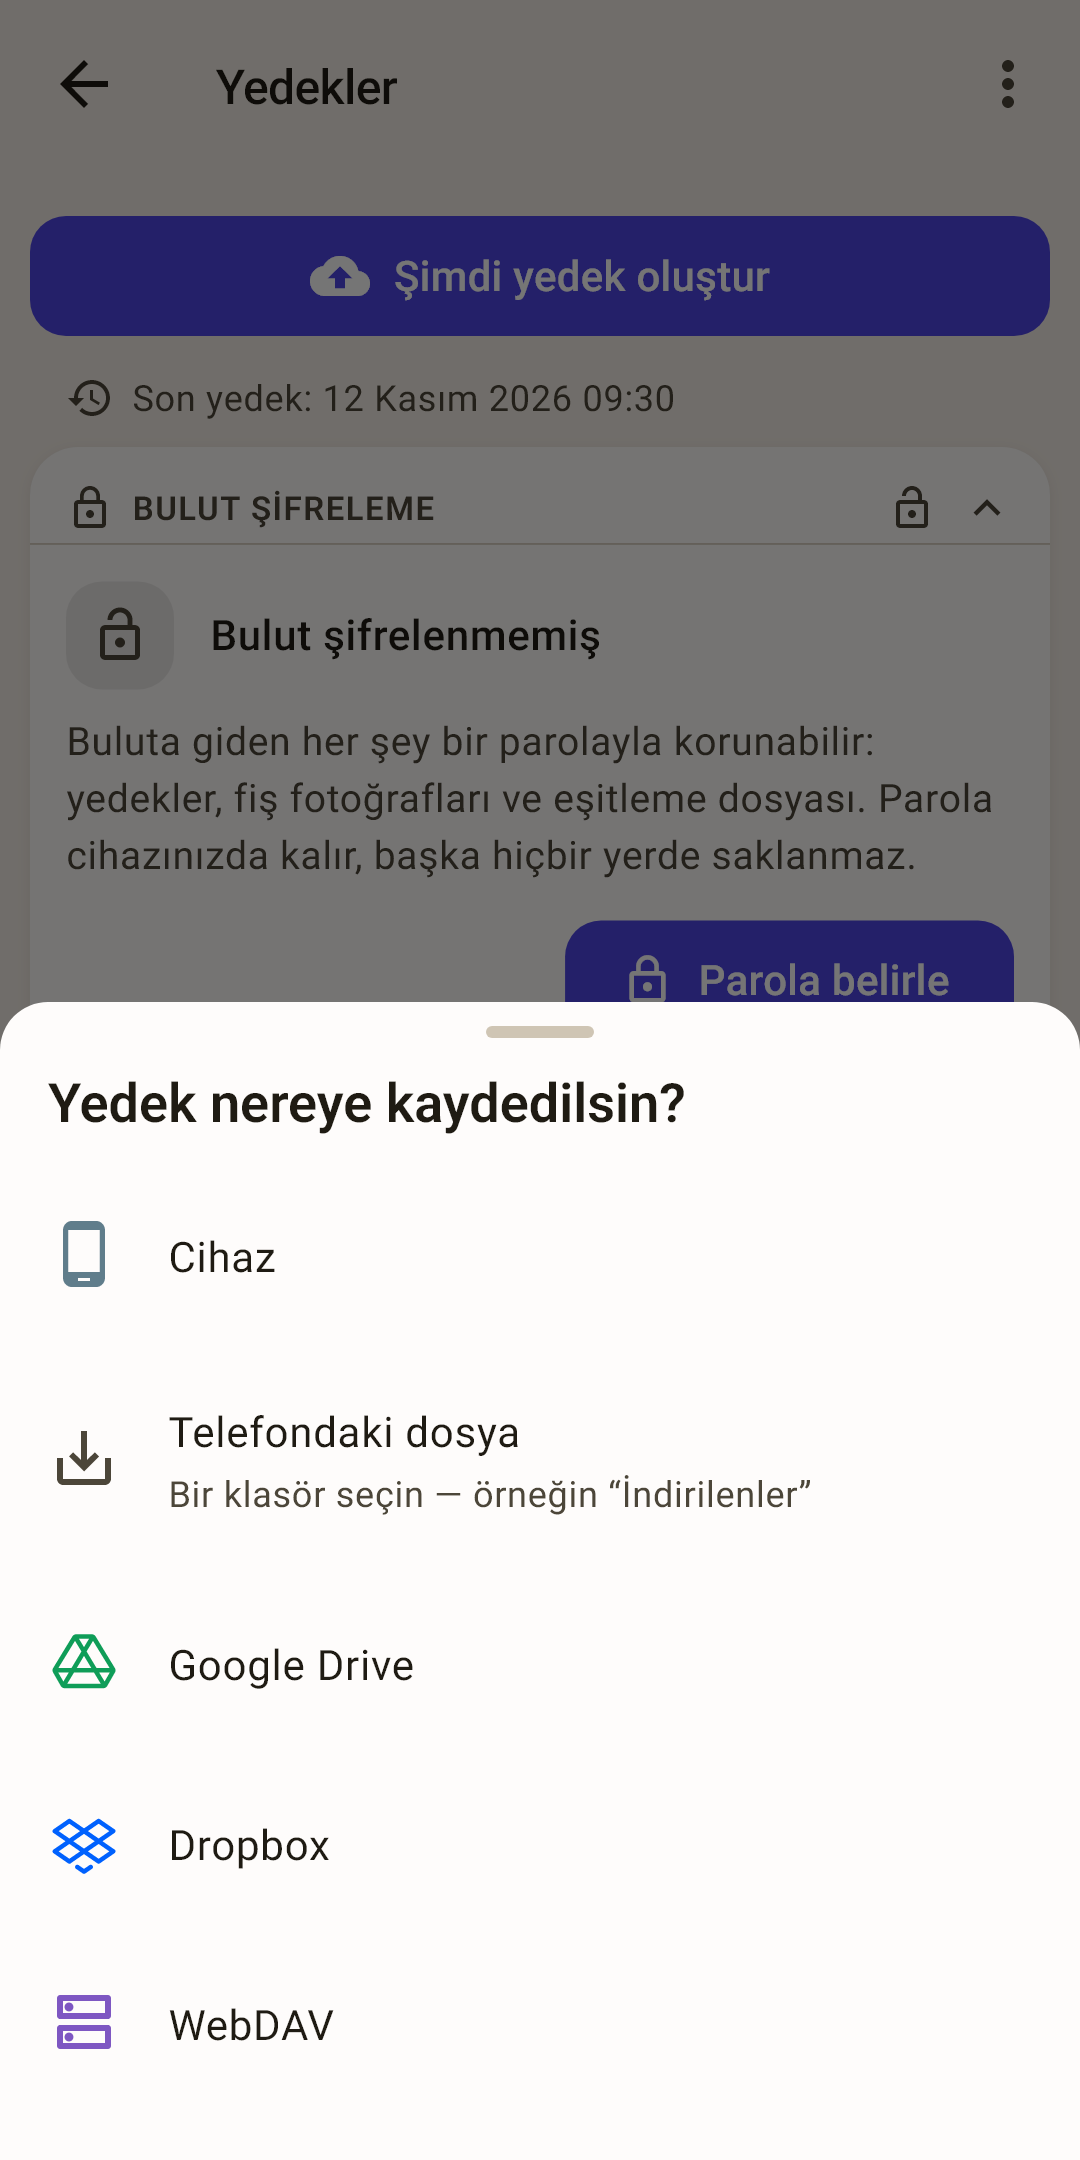 Yedekler
Şimdi yedek oluştur
Son yedek: 12 Kasım 2026 09:30
BULUT ŞİFRELEME
Bulut şifrelenmemiş
Buluta giden her şey bir parolayla korunabilir:
yedekler, fiş fotoğrafları ve eşitleme dosyası. Parola
cihazınızda kalır, başka hiçbir yerde saklanmaz.
Parola belirle
Yedek nereye kaydedilsin?
Cihaz
Telefondaki dosya
Bir klasör seçin — örneğin “İndirilenler”
Google Drive
Dropbox
WebDAV